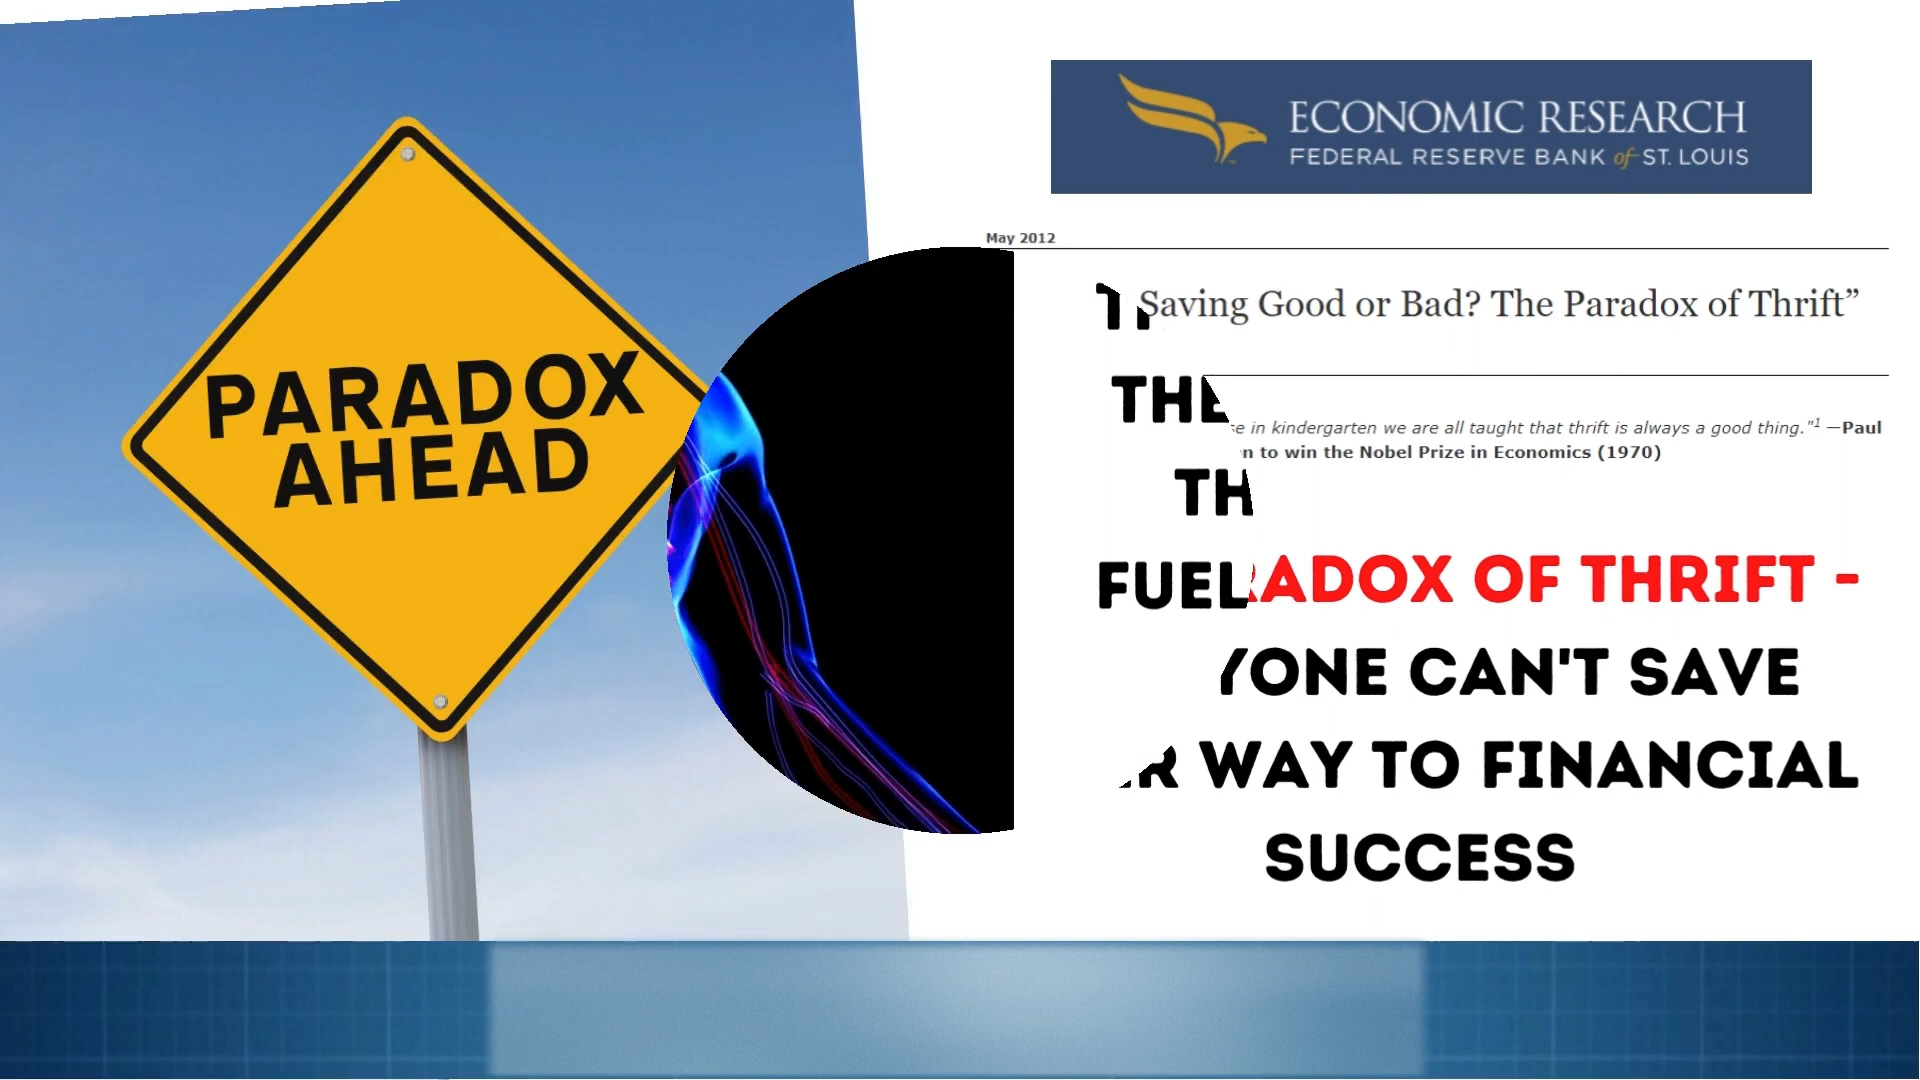 PARADOX
AHEAD
ECONOMIC RESEARCH
FEDERAL RESERVE BANK of ST. LOUIS
May 2012
Saving Good or Bad? The Paradox of Thrift”
in kindergarten we are all taught that thrift is always a good thing."1 —Paul
to win the Nobel Prize in Economics (1970)
THE
TH
FUEL
RADOX OF THRIFT -
YONE CAN'T SAVE
R WAY TO FINANCIAL
SUCCESS